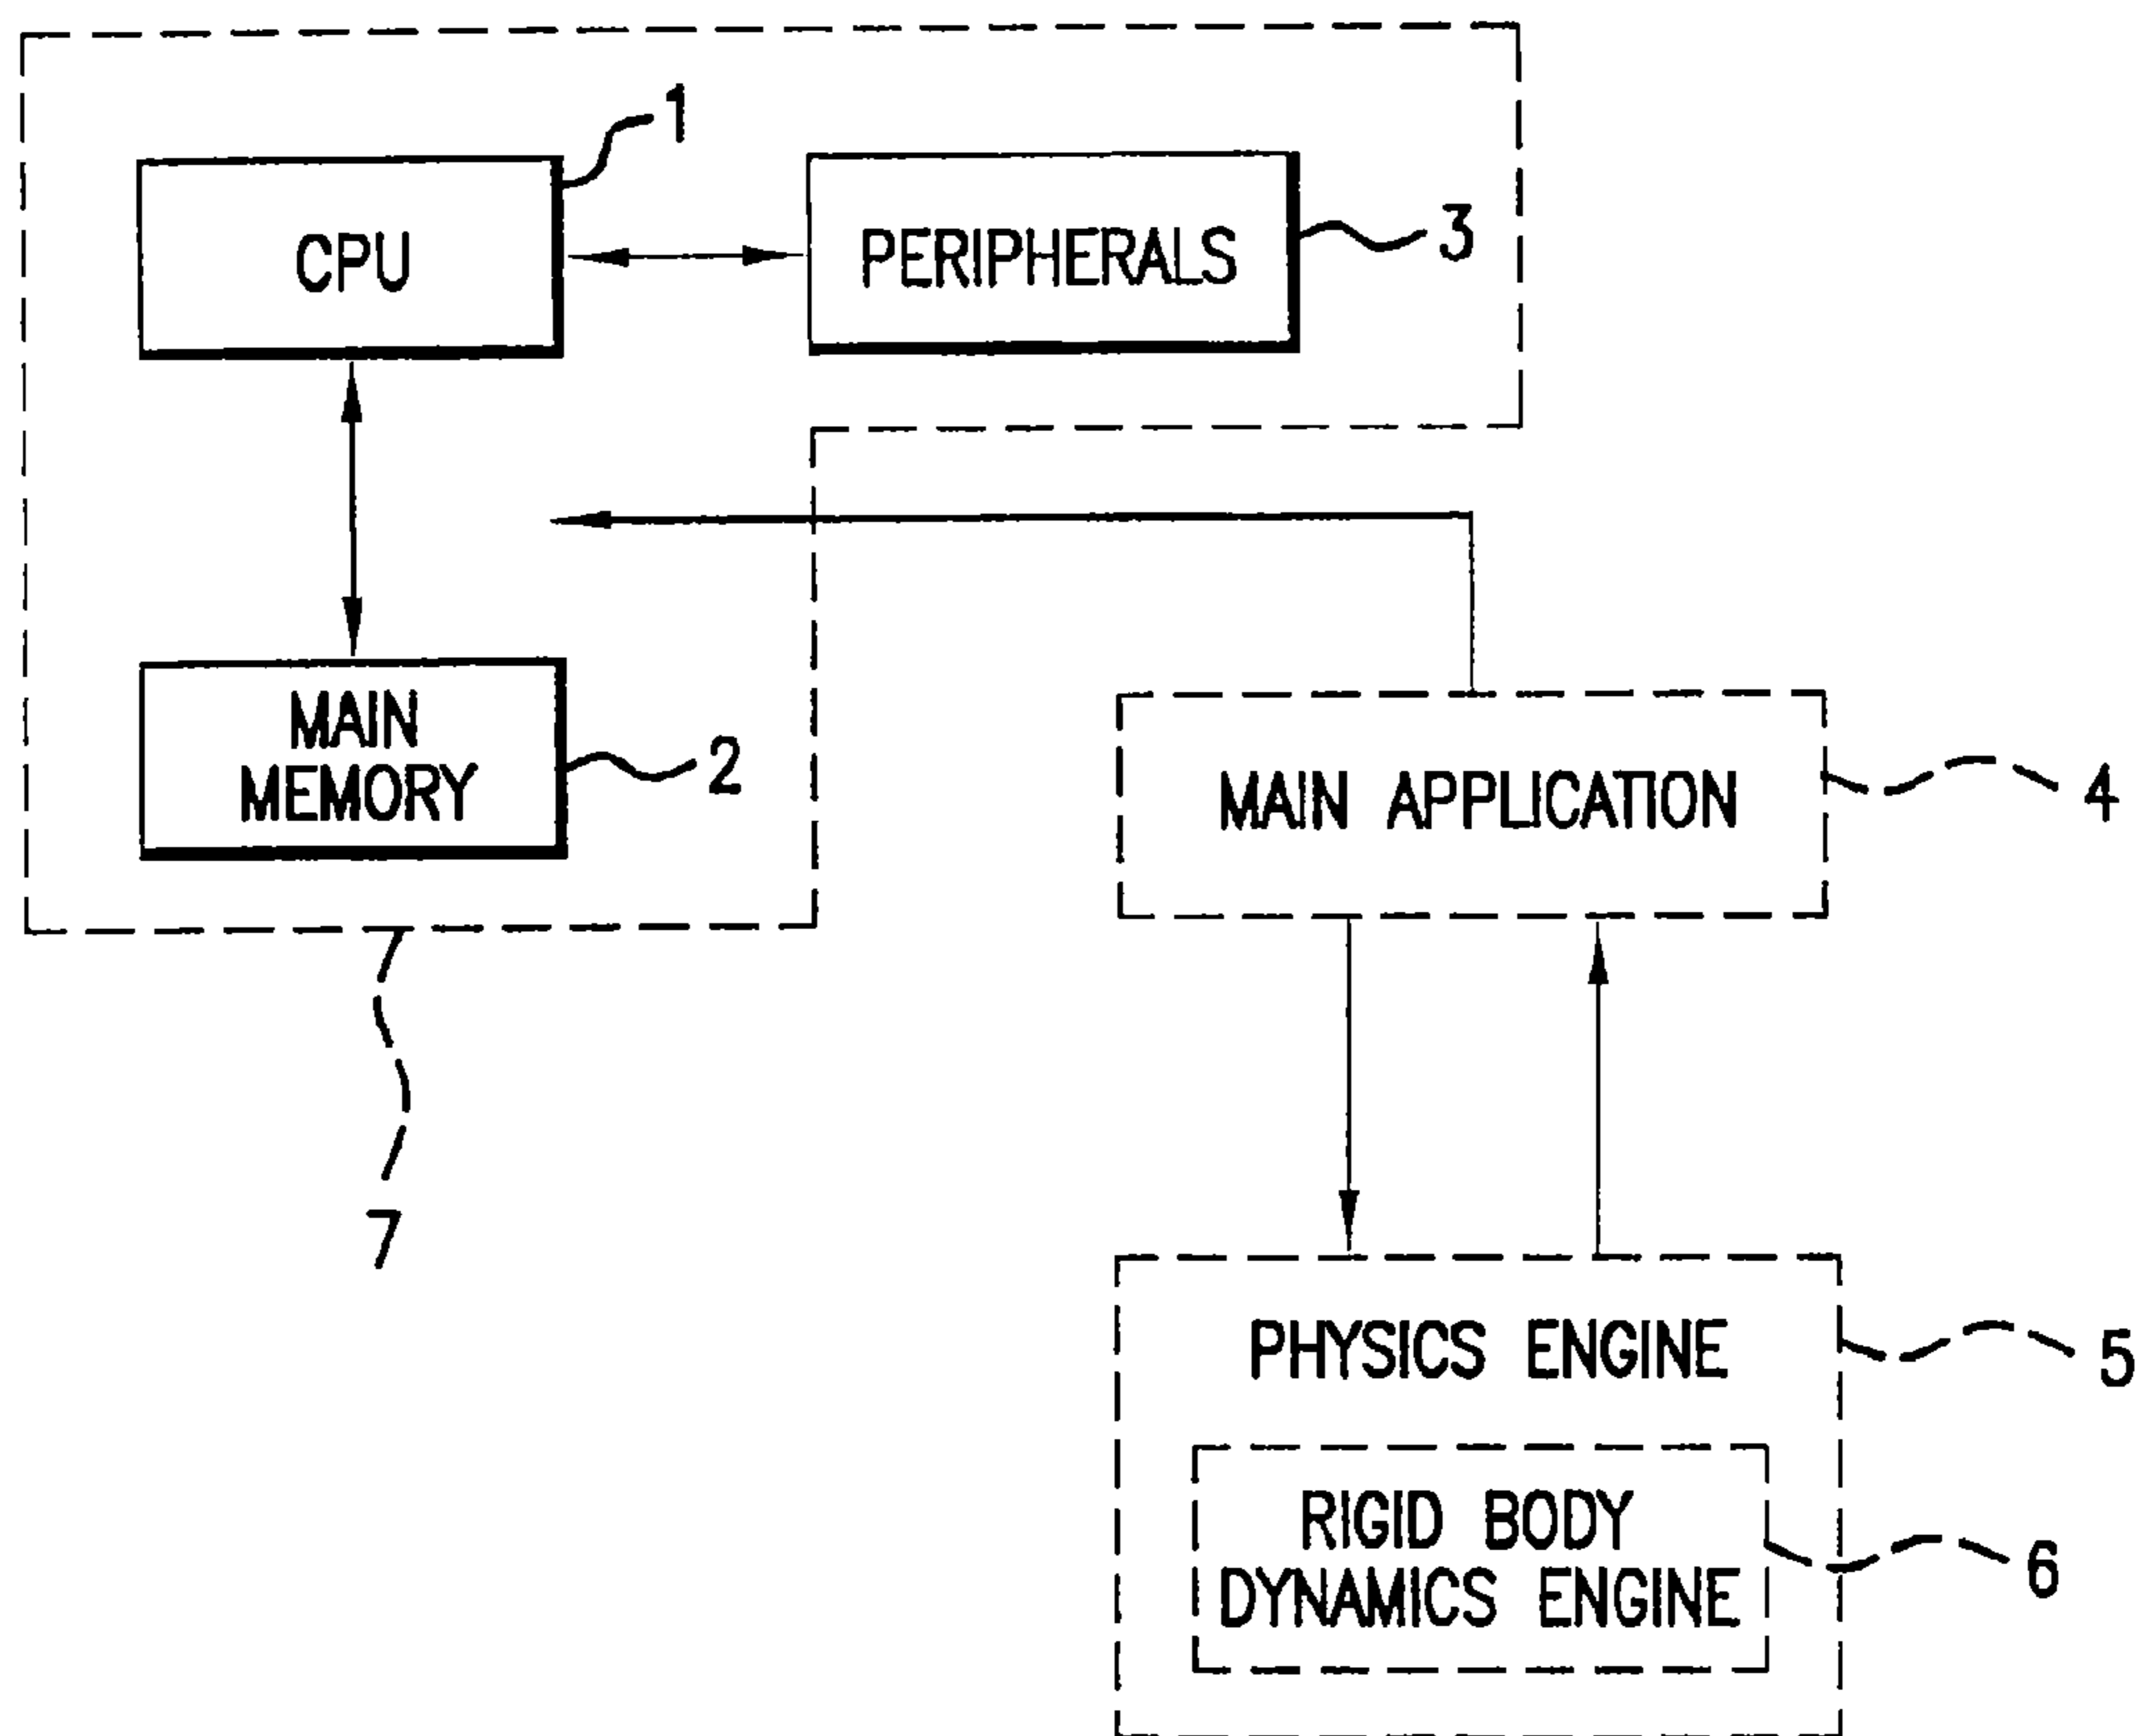 1
CPU
PERIPHERALS
3
MAIN
MEMORY
2
MAIN APPLICATION
4
7
PHYSICS ENGINE
5
RIGID BODY
DYNAMICS ENGINE
6